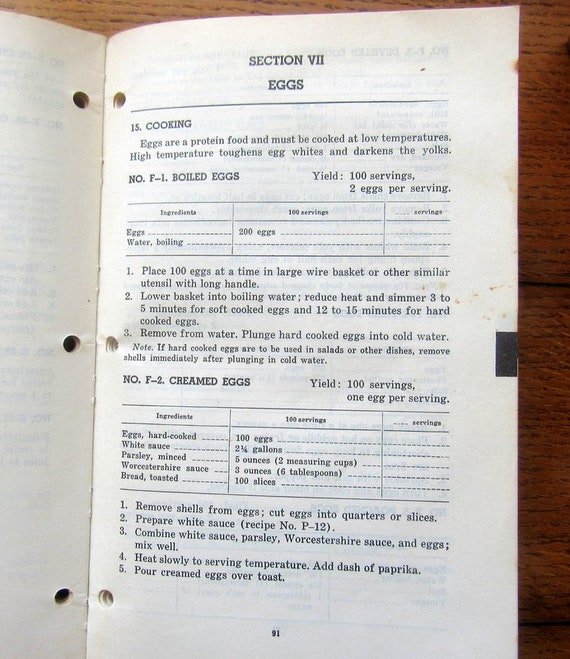 SECTION VII
EGGS
15. COOKING
Eggs are a protein food and must be cooked at low temperatures.
High temperature toughens egg whites and darkens the yolks.
NO. F-1. BOILED EGGS Yield: 100 servings,
2 eggs per serving.
Ingredients 100 servings ---- servings
Eggs 200 eggs
Water, boiling
1. Place 100 eggs at a time in large wire basket or other similar
utensil with long handle.
2. Lower basket into boiling water; reduce heat and simmer 3 to
5 minutes for soft cooked eggs and 12 to 15 minutes for hard
cooked eggs.
3. Remove from water. Plunge hard cooked eggs into cold water.
Note. If hard cooked eggs are to be used in salads or other dishes, remove
shells immediately after plunging in cold water.
NO. F-2. CREAMED EGGS Yield: 100 servings,
one egg per serving.
Ingredients 100 servings ---- servings
Eggs, hard-cooked 100 eggs
White sauce 2¼ gallons
Parsley, minced 5 ounces (2 measuring cups)
Worcestershire sauce 3 ounces (6 tablespoons)
Bread, toasted 100 slices
1. Remove shells from eggs; cut eggs into quarters or slices.
2. Prepare white sauce (recipe No. P-12).
3. Combine white sauce, parsley, Worcestershire sauce, and eggs;
mix well.
4. Heat slowly to serving temperature. Add dash of paprika.
5. Pour creamed eggs over toast.
91